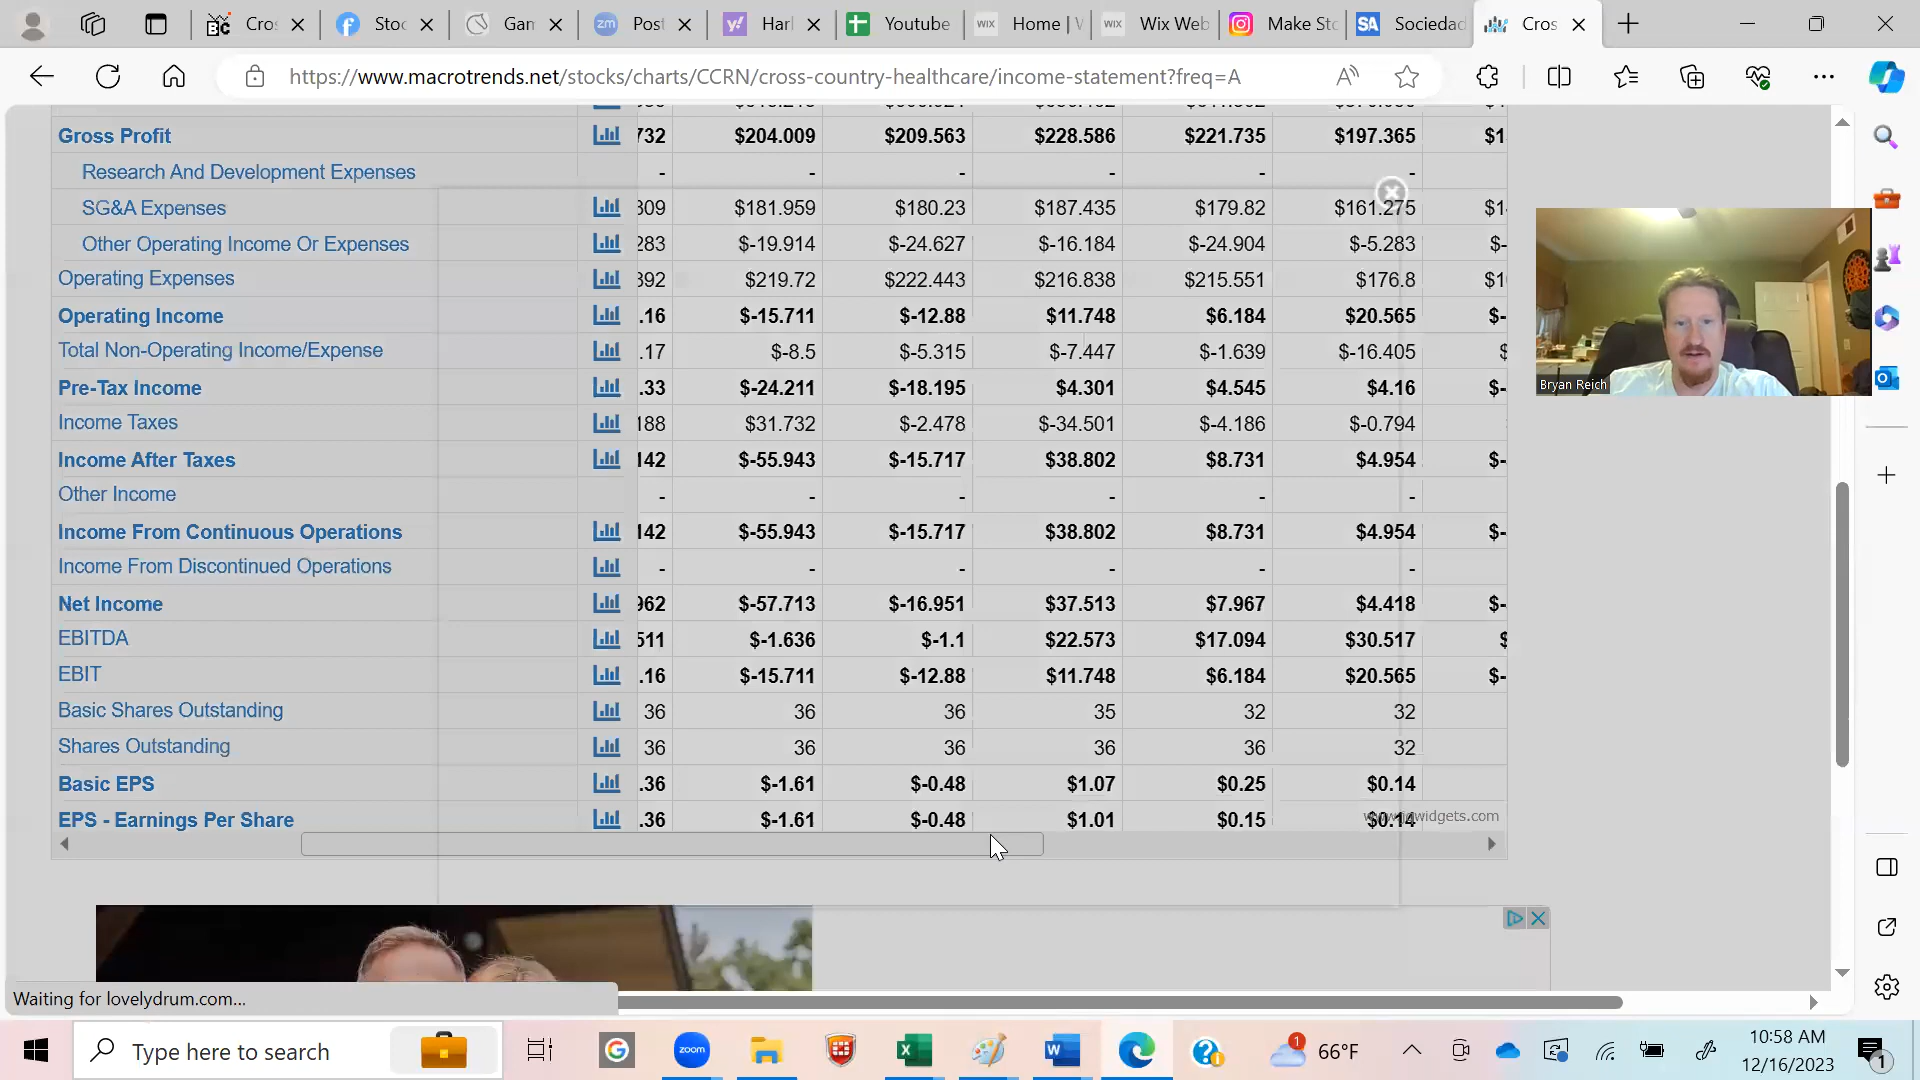 Cros
Stoc
Gam
Post
Harl
Youtube
Home | W
Wix Web
Make Sto
Sociedad
Cros
https://www.macrotrends.net/stocks/charts/CCRN/cross-country-healthcare/income-statement?freq=A
Gross Profit 732 $204.009 $209.563 $228.586 $221.735 $197.365 $1
Research And Development Expenses - - - - - -
SG&A Expenses 309 $181.959 $180.23 $187.435 $179.82 $161.275 $1
Other Operating Income Or Expenses 283 $-19.914 $-24.627 $-16.184 $-24.904 $-5.283 $-
Operating Expenses 392 $219.72 $222.443 $216.838 $215.551 $176.8 $1
Operating Income .16 $-15.711 $-12.88 $11.748 $6.184 $20.565 $-
Total Non-Operating Income/Expense .17 $-8.5 $-5.315 $-7.447 $-1.639 $-16.405 $
Pre-Tax Income .33 $-24.211 $-18.195 $4.301 $4.545 $4.16 $-
Income Taxes 188 $31.732 $-2.478 $-34.501 $-4.186 $-0.794
Income After Taxes 142 $-55.943 $-15.717 $38.802 $8.731 $4.954 $-
Other Income - - - - - -
Income From Continuous Operations 142 $-55.943 $-15.717 $38.802 $8.731 $4.954 $-
Income From Discontinued Operations - - - - - -
Net Income 962 $-57.713 $-16.951 $37.513 $7.967 $4.418 $-
EBITDA 511 $-1.636 $-1.1 $22.573 $17.094 $30.517 $
EBIT .16 $-15.711 $-12.88 $11.748 $6.184 $20.565 $-
Basic Shares Outstanding 36 36 36 35 32 32
Shares Outstanding 36 36 36 36 36 32
Basic EPS .36 $-1.61 $-0.48 $1.07 $0.25 $0.14
EPS - Earnings Per Share .36 $-1.61 $-0.48 $1.01 $0.15 $0.14
Bryan Reich
Waiting for lovelydrum.com...
Type here to search
zoom
1
66°F
10:58 AM
12/16/2023
1